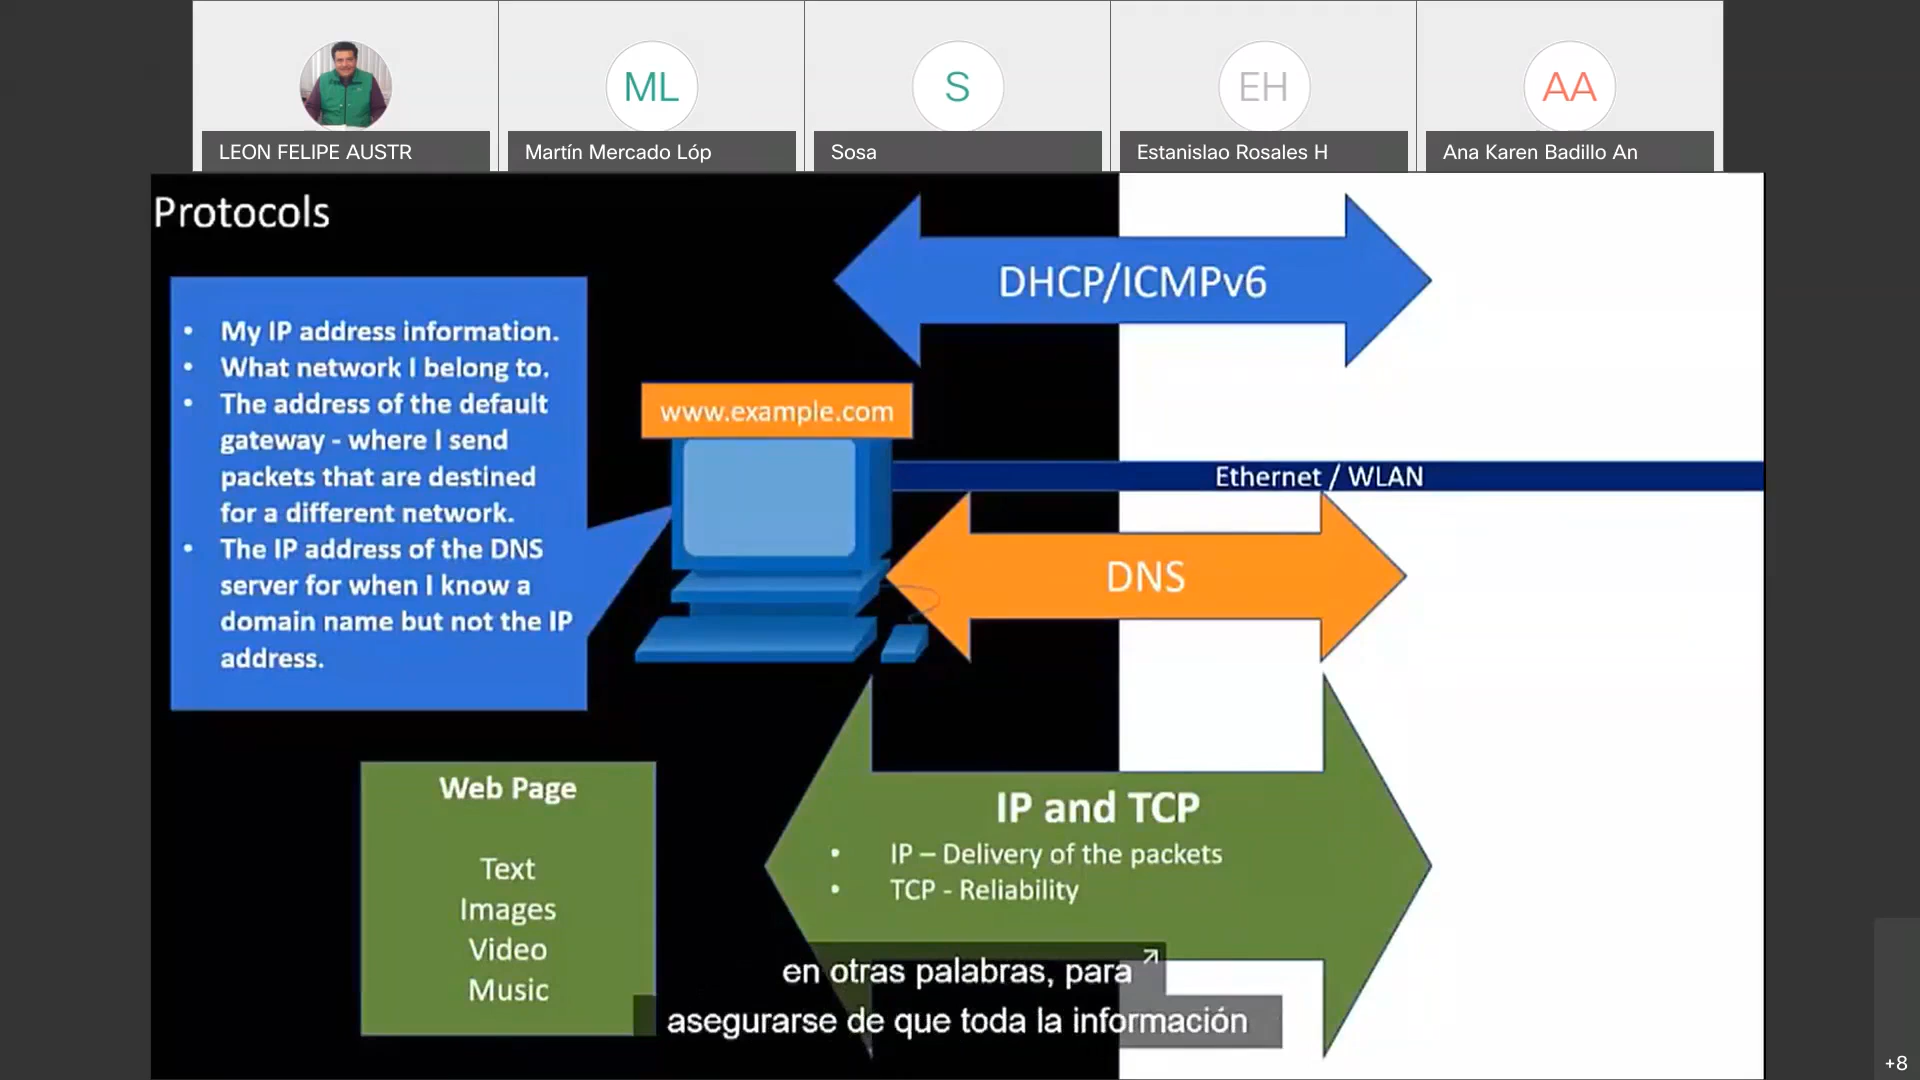 ML
S
EH
AA
LEON FELIPE AUSTR
Martín Mercado Lóp
Sosa
Estanislao Rosales H
Ana Karen Badillo An
Protocols
DHCP/ICMPv6
• My IP address information.
• What network I belong to.
• The address of the default
gateway - where I send
packets that are destined
for a different network.
• The IP address of the DNS
server for when I know a
domain name but not the IP
address.
www.example.com
Ethernet / WLAN
DNS
Web Page
Text
Images
Video
Music
IP and TCP
• IP – Delivery of the packets
• TCP - Reliability
en otras palabras, para
asegurarse de que toda la información
+8